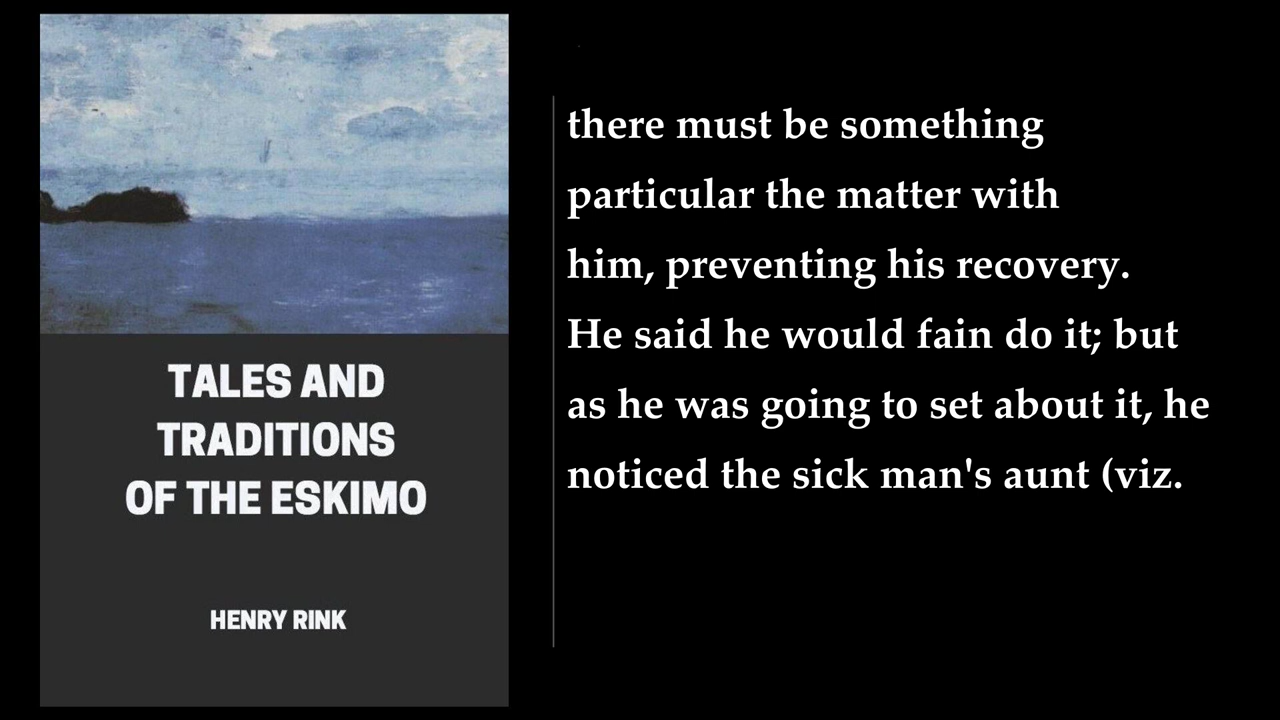 TALES AND
TRADITIONS
OF THE ESKIMO
HENRY RINK
there must be something
particular the matter with
him, preventing his recovery.
He said he would fain do it; but
as he was going to set about it, he
noticed the sick man's aunt (viz.